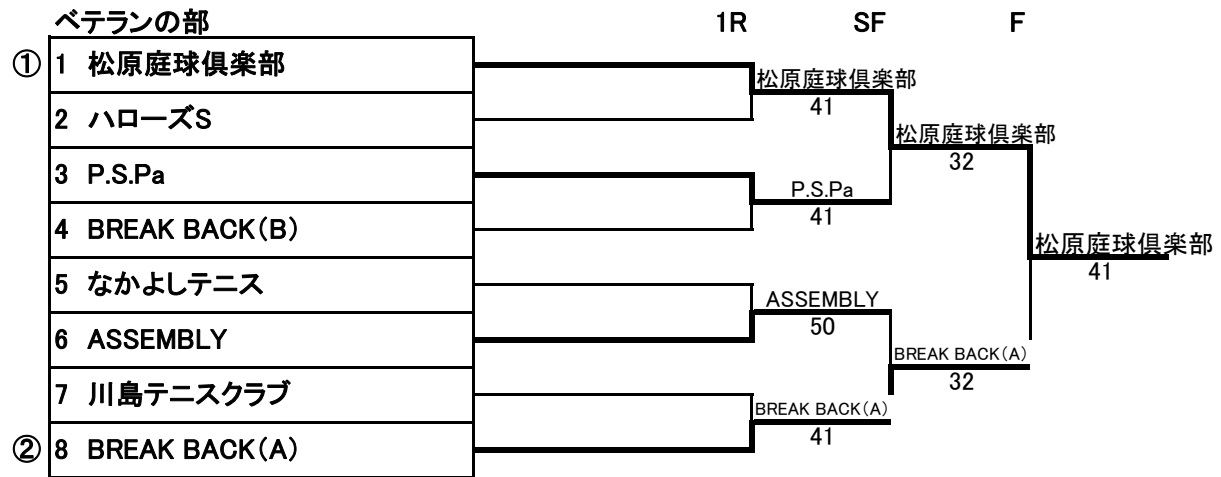 ベテランの部 1R SF F
① 1 松原庭球倶楽部
松原庭球倶楽部
41
2 ハローズS
松原庭球倶楽部
32
3 P.S.Pa
P.S.Pa
41
4 BREAK BACK(B)
松原庭球倶楽部
41
5 なかよしテニス
ASSEMBLY
50
6 ASSEMBLY
BREAK BACK(A)
32
7 川島テニスクラブ
BREAK BACK(A)
41
② 8 BREAK BACK(A)